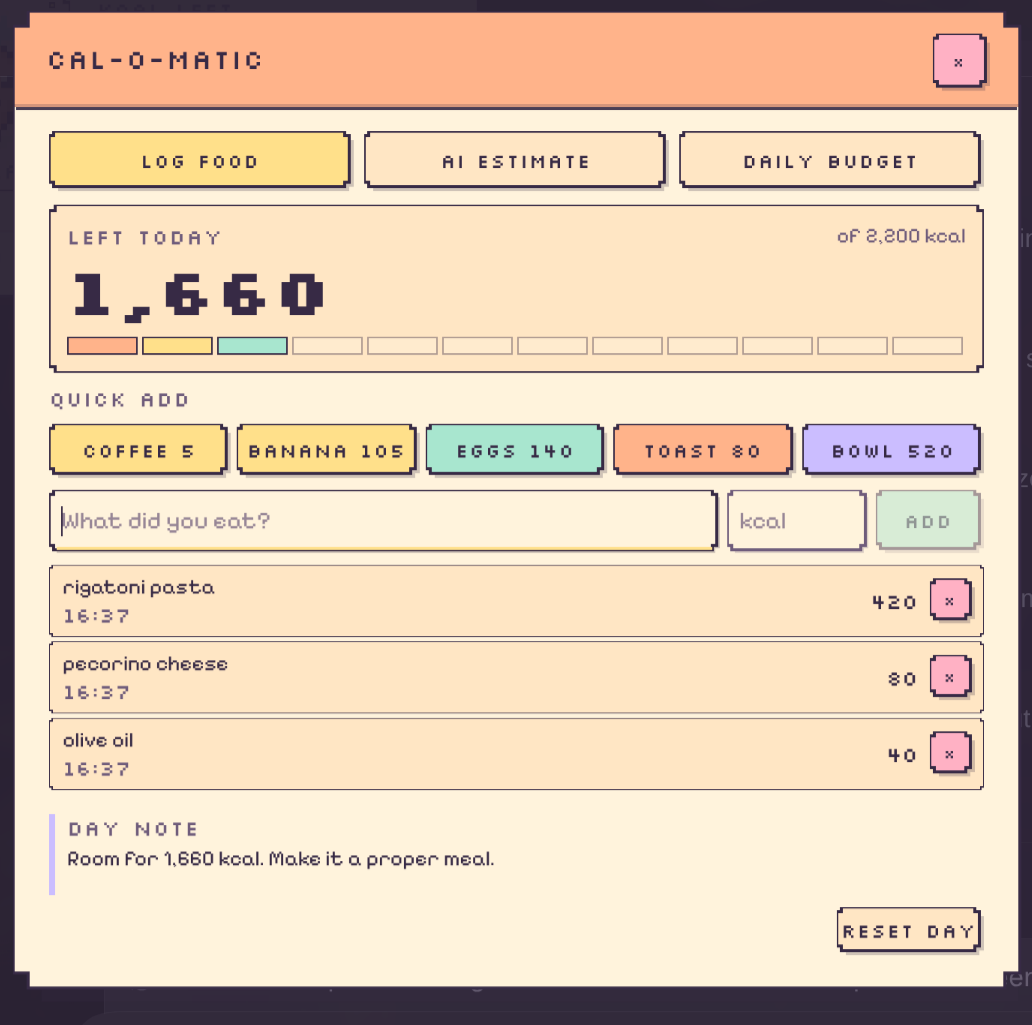 CAL-O-MATIC
×
LOG FOOD
AI ESTIMATE
DAILY BUDGET
LEFT TODAY
of 2,200 kcal
1,660
QUICK ADD
COFFEE 5
BANANA 105
EGGS 140
TOAST 80
BOWL 520
What did you eat?
kcal
ADD
rigatoni pasta
16:37
420
×
pecorino cheese
16:37
80
×
olive oil
16:37
40
×
DAY NOTE
Room for 1,660 kcal. Make it a proper meal.
RESET DAY